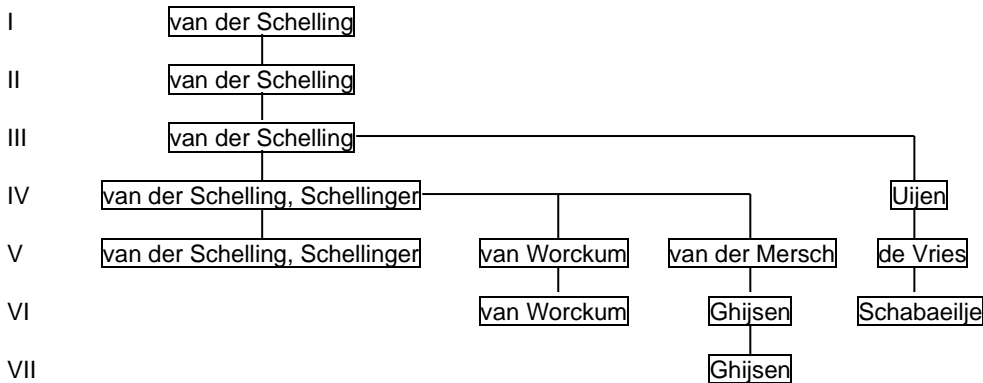 I van der Schelling
II van der Schelling
III van der Schelling
IV van der Schelling, Schellinger Uijen
V van der Schelling, Schellinger van Worckum van der Mersch de Vries
VI van Worckum Ghijsen Schabaeilje
VII Ghijsen